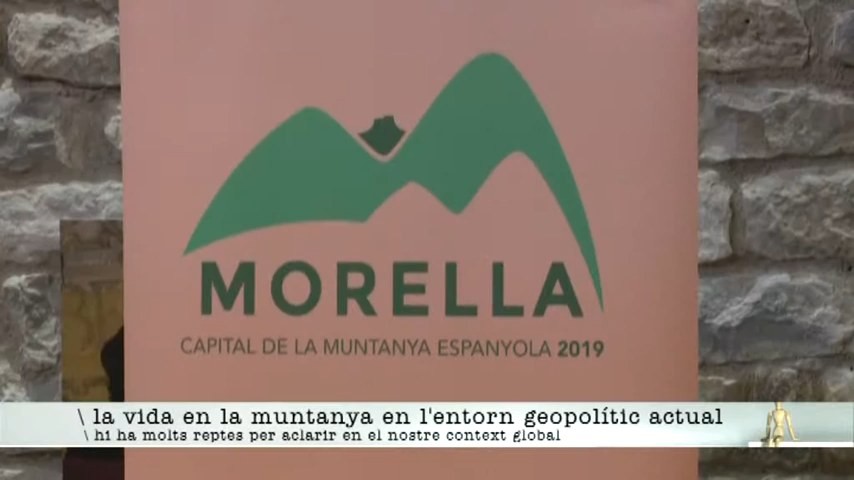 MORELLA
CAPITAL DE LA MUNTANYA ESPANYOLA 2019
\ la vida en la muntanya en l'entorn geopolític actual
\ hi ha molts reptes per aclarir en el nostre context global